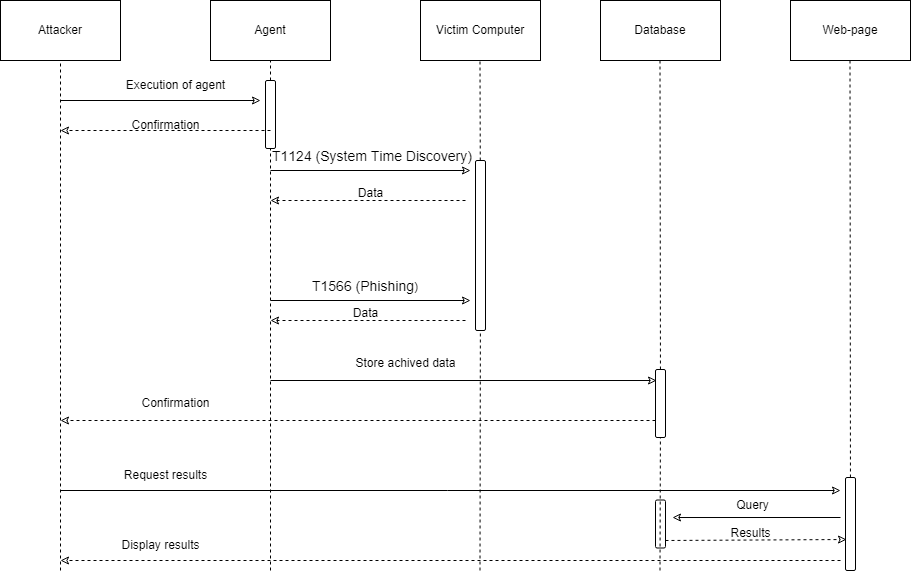 Attacker
Agent
Victim Computer
Database
Web-page
Execution of agent
Confirmation
T1124 (System Time Discovery)
Data
T1566 (Phishing)
Data
Store achived data
Confirmation
Request results
Query
Results
Display results